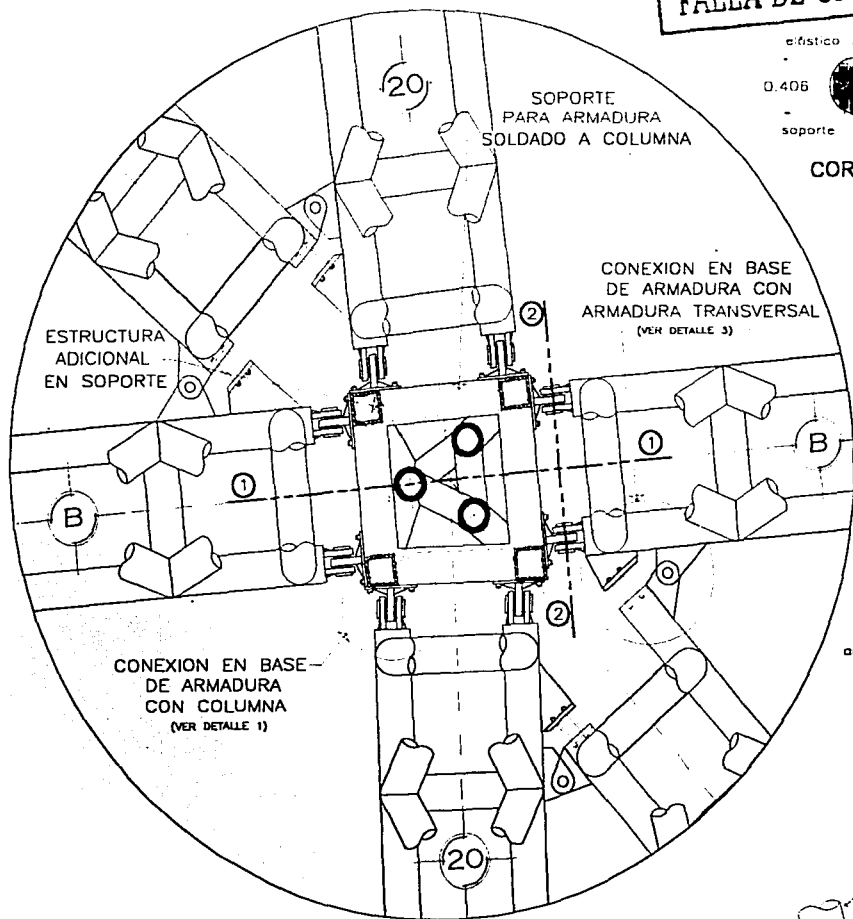 FALLA DE
elástico
0.406
soporte
COR
20
SOPORTE
PARA ARMADURA
SOLDADO A COLUMNA
CONEXION EN BASE
DE ARMADURA CON
ARMADURA TRANSVERSAL
(VER DETALLE 3)
2
ESTRUCTURA
ADICIONAL
EN SOPORTE
1
1
B
B
2
CONEXION EN BASE
DE ARMADURA
CON COLUMNA
(VER DETALLE 1)
20